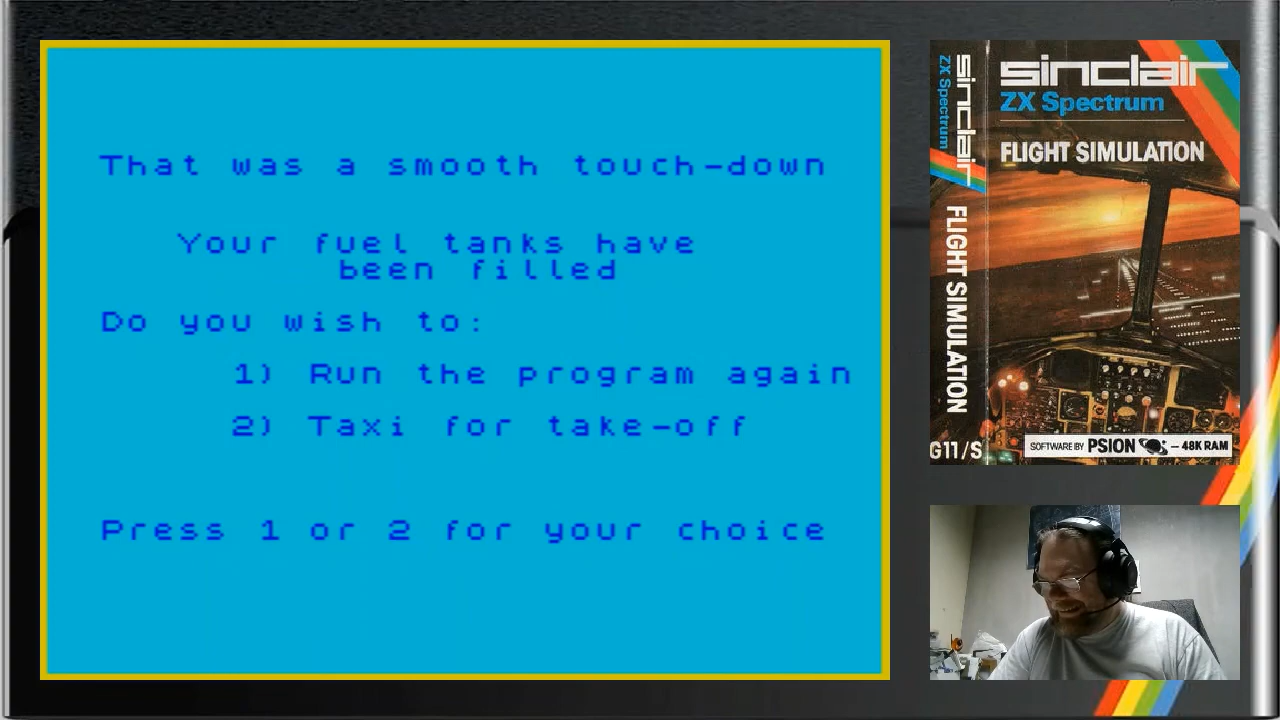 That was a smooth touch-down
Your fuel tanks have
been filled
Do you wish to:
1) Run the program again
2) Taxi for take-off
Press 1 or 2 for your choice
sinclair
ZX Spectrum
FLIGHT SIMULATION
G11/S
sinclair
ZX Spectrum
FLIGHT SIMULATION
SOFTWARE BY PSION – 48K RAM